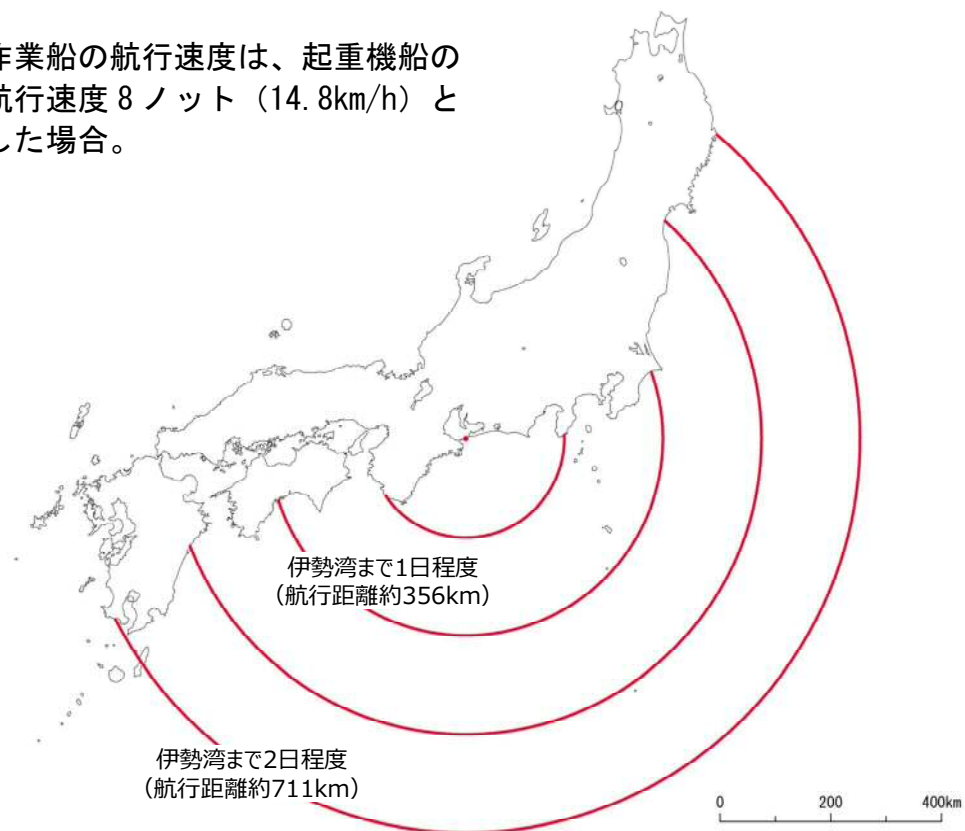 作業船の航行速度は、起重機船の
航行速度８ノット（14.8km/h）と
した場合。
伊勢湾まで1日程度
（航行距離約356km）
伊勢湾まで2日程度
（航行距離約711km）
0 200 400km